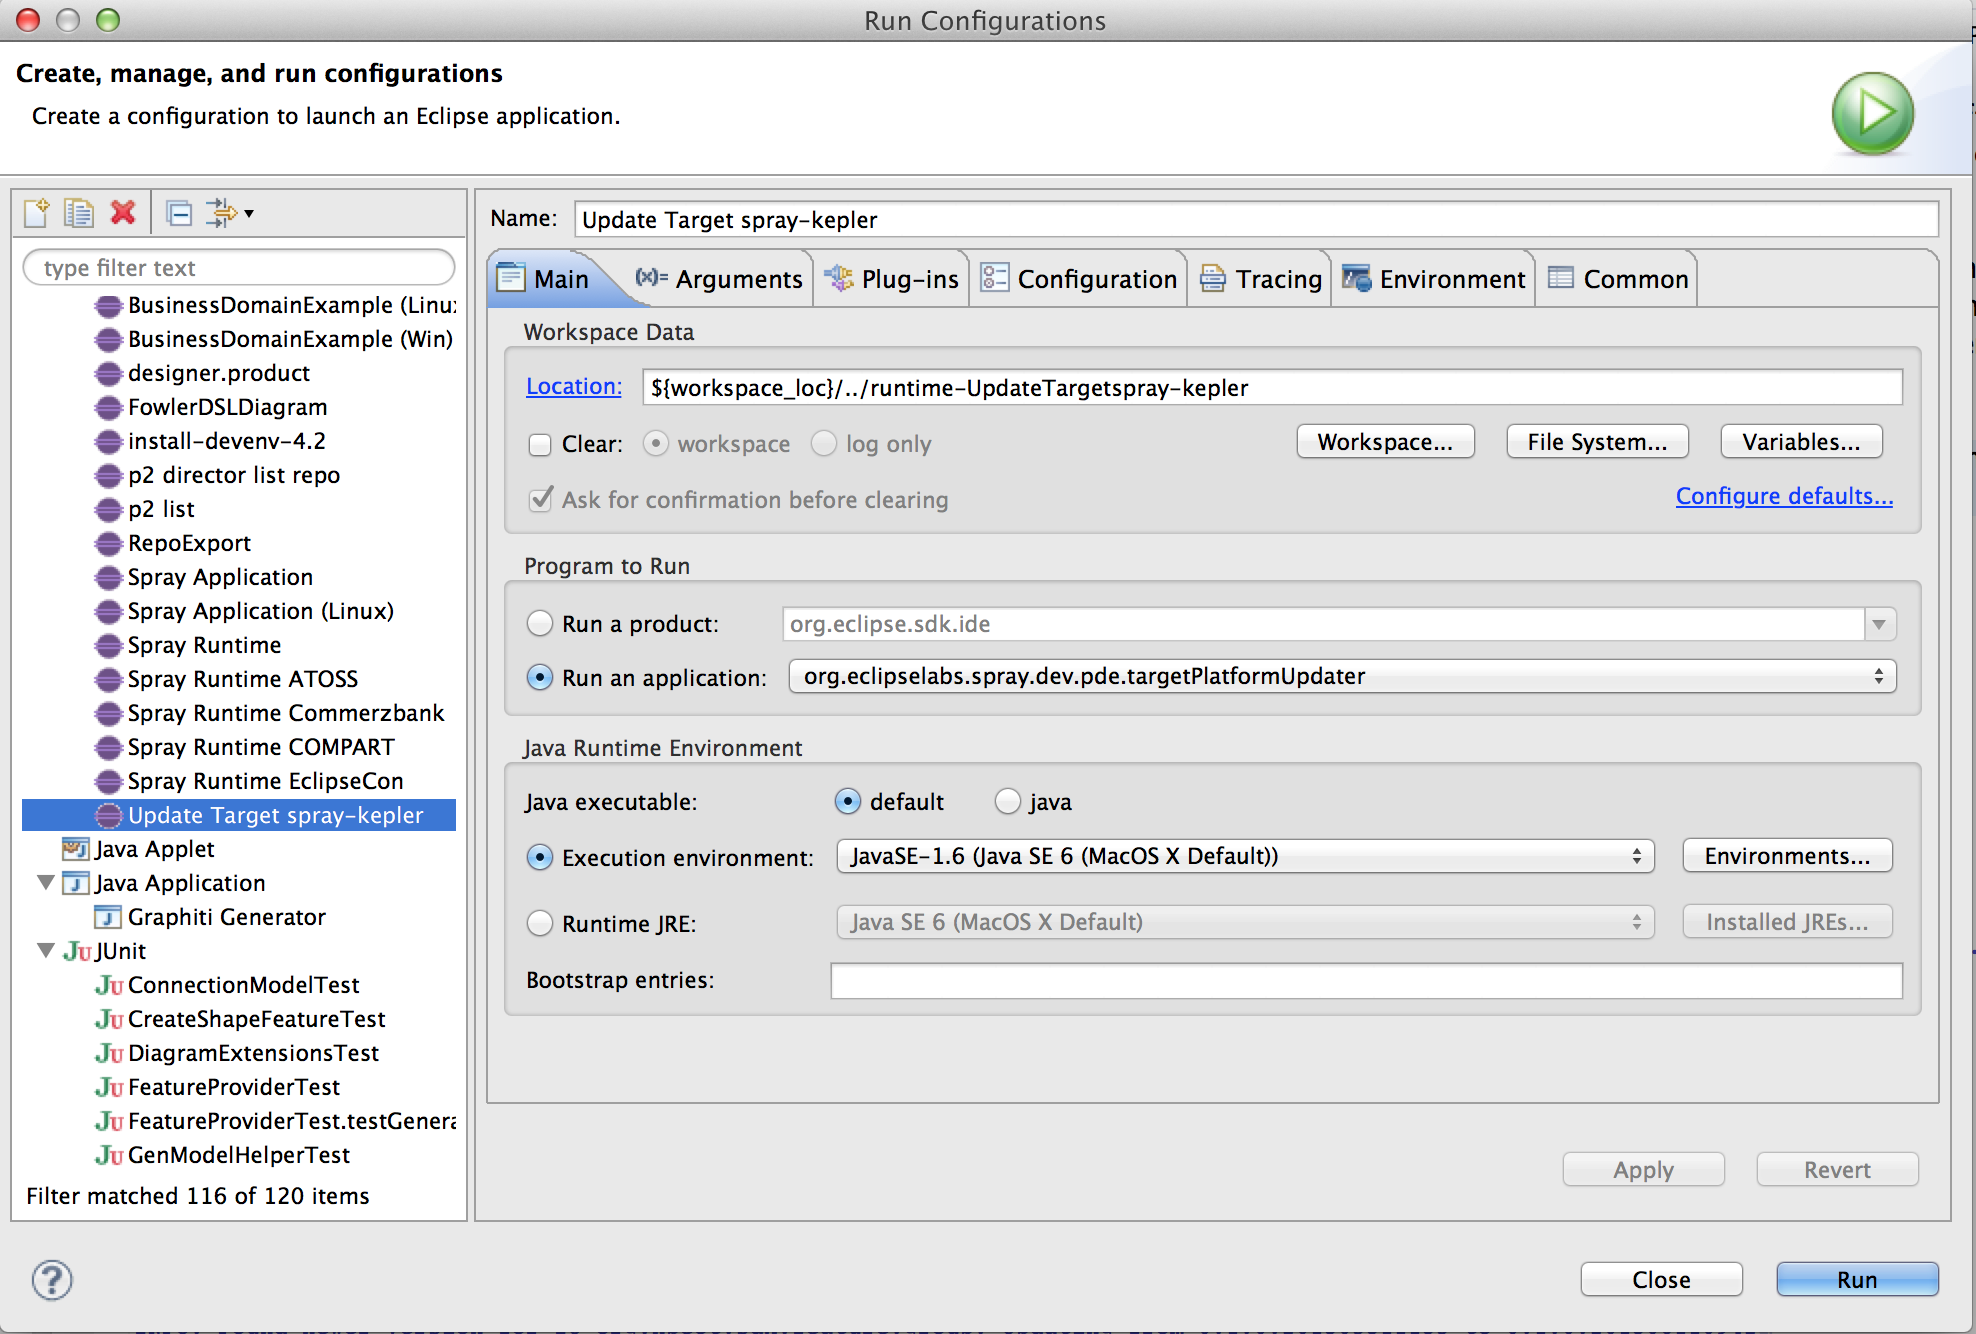 Run Configurations
Create, manage, and run configurations
Create a configuration to launch an Eclipse application.
type filter text
BusinessDomainExample (Linu
BusinessDomainExample (Win)
designer.product
FowlerDSLDiagram
install-devenv-4.2
p2 director list repo
p2 list
RepoExport
Spray Application
Spray Application (Linux)
Spray Runtime
Spray Runtime ATOSS
Spray Runtime Commerzbank
Spray Runtime COMPART
Spray Runtime EclipseCon
Update Target spray-kepler
Java Applet
Java Application
Graphiti Generator
JUnit
ConnectionModelTest
CreateShapeFeatureTest
DiagramExtensionsTest
FeatureProviderTest
FeatureProviderTest.testGenera
GenModelHelperTest
Filter matched 116 of 120 items
Name: Update Target spray-kepler
Main (x)= Arguments Plug-ins Configuration Tracing Environment Common
Workspace Data
Location: ${workspace_loc}/../runtime-UpdateTargetspray-kepler
Clear: workspace log only Workspace... File System... Variables...
Ask for confirmation before clearing Configure defaults...
Program to Run
Run a product: org.eclipse.sdk.ide
Run an application: org.eclipselabs.spray.dev.pde.targetPlatformUpdater
Java Runtime Environment
Java executable: default java
Execution environment: JavaSE-1.6 (Java SE 6 (MacOS X Default)) Environments...
Runtime JRE: Java SE 6 (MacOS X Default) Installed JREs...
Bootstrap entries:
Apply Revert
Close Run